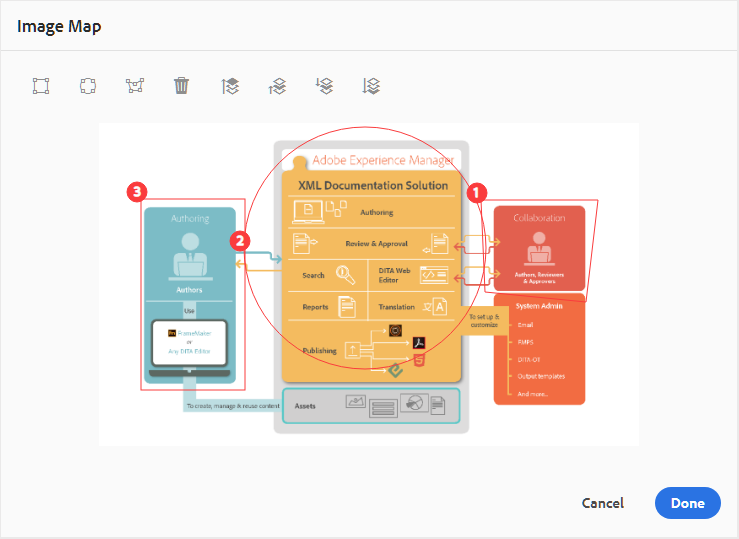 Image Map
3
1
2
Adobe Experience Manager
XML Documentation Solution
Authoring
Review & Approval
Search
DITA Web
Editor
Reports
Translation
Publishing
Assets
Authoring
Authors
Use
FrameMaker
or
Any DITA Editor
To create, manage & reuse content
Collaboration
Authors, Reviewers
& Approvers
To set up &
customize
System Admin
Email
FMPS
DITA-OT
Output templates
And more..
Cancel
Done